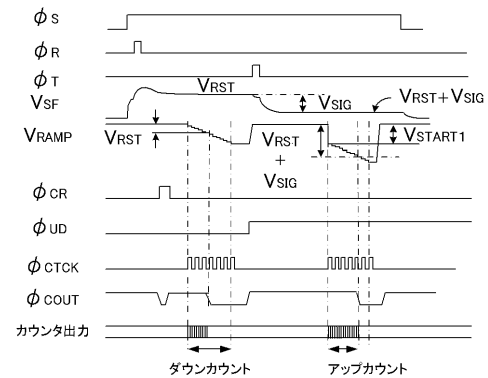 φS
φR
φT
VSF
VRST
VSIG
VRST+VSIG
VRAMP
VRST
VRST
+
VSIG
VSTART1
φCR
φUD
φCTCK
φCOUT
カウンタ出力
ダウンカウント
アップカウント